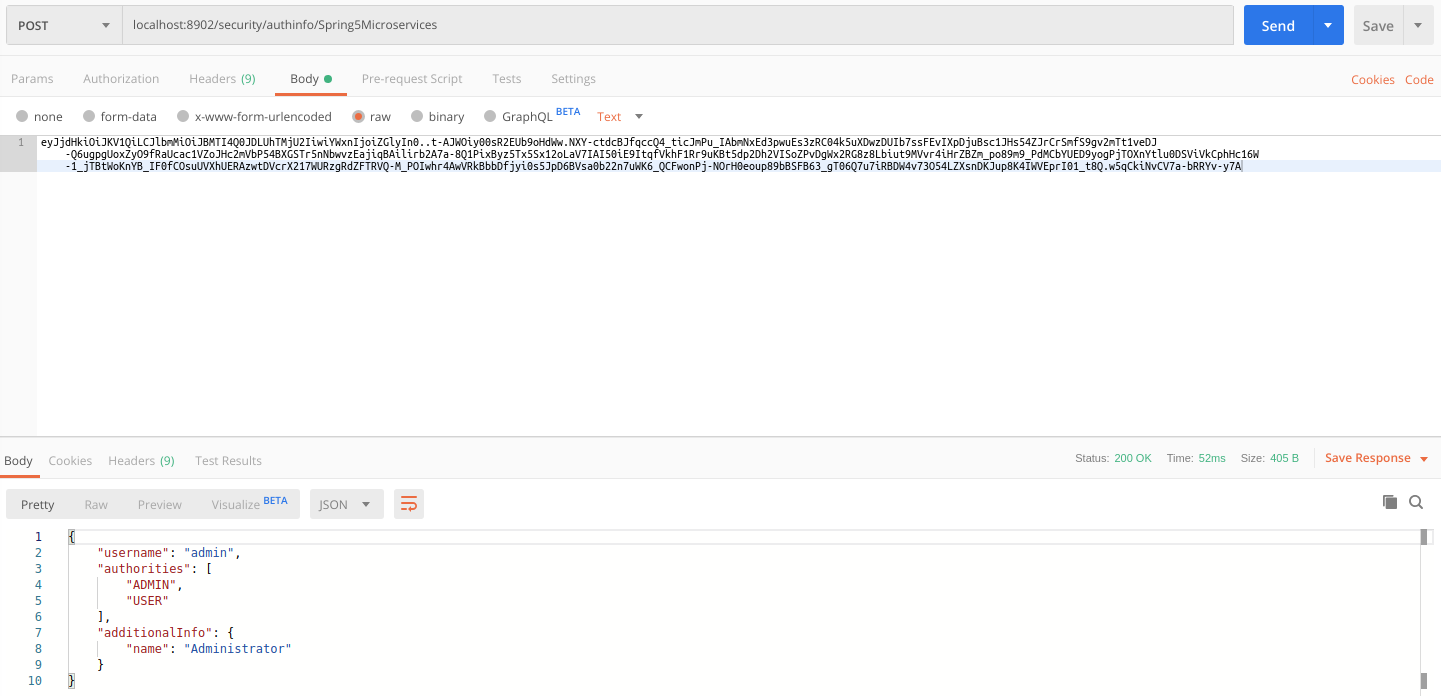 POST localhost:8902/security/authinfo/Spring5Microservices Send Save
Params Authorization Headers (9) Body Pre-request Script Tests Settings Cookies Code
none form-data x-www-form-urlencoded raw binary GraphQL BETA Text
1 eyJjdHkiOiJKV1QiLCJlbmMiOiJBMTI4Q0JDLUhTMjU2IiwiYWxnIjoiZGlyIn0..t-AJWOiy00sR2EUb9oHdWw.NXY-ctdcBJfqccQ4_ticJmPu_IAbmNxEd3pwuEs3zRC04k5uXDwzDUIb7ssFEvIXpDjuBsc1JHs54ZJrCrSmfS9gv2mTt1veDJ
-Q6ugpgUoxZyO9fRaUcac1VZoJHc2mVbP54BXGSTr5nNbwvzEajiqBAilirb2A7a-8Q1PixByz5Tx5Sx12oLaV7IAI50iE9ItqfVkhF1Rr9uKBt5dp2Dh2VISoZPvDgWx2RG8z8Lbiut9MVvr4iHrZBZm_po89m9_PdMCbYUED9yogPjTOXnYtlu0DSViVkCphHc16W
-1_jTBtWoKnYB_IF0fCOsuUVXhUERAzwtDVcrX217WURzgRdZFTRVQ-M_POIwhr4AwVRkBbbDfjyi0s5JpD6BVsa0b22n7uWK6_QCFwonPj-NOrH0eoup89bBSFB63_gT06Q7u7iRBDW4v73O54LZXsnDKJup8K4IWVEprI01_t8Q.w5qCkiNvCV7a-bRRYv-y7A
Body Cookies Headers (9) Test Results Status: 200 OK Time: 52ms Size: 405 B Save Response
Pretty Raw Preview Visualize BETA JSON
1 {
2 "username": "admin",
3 "authorities": [
4 "ADMIN",
5 "USER"
6 ],
7 "additionalInfo": {
8 "name": "Administrator"
9 }
10 }